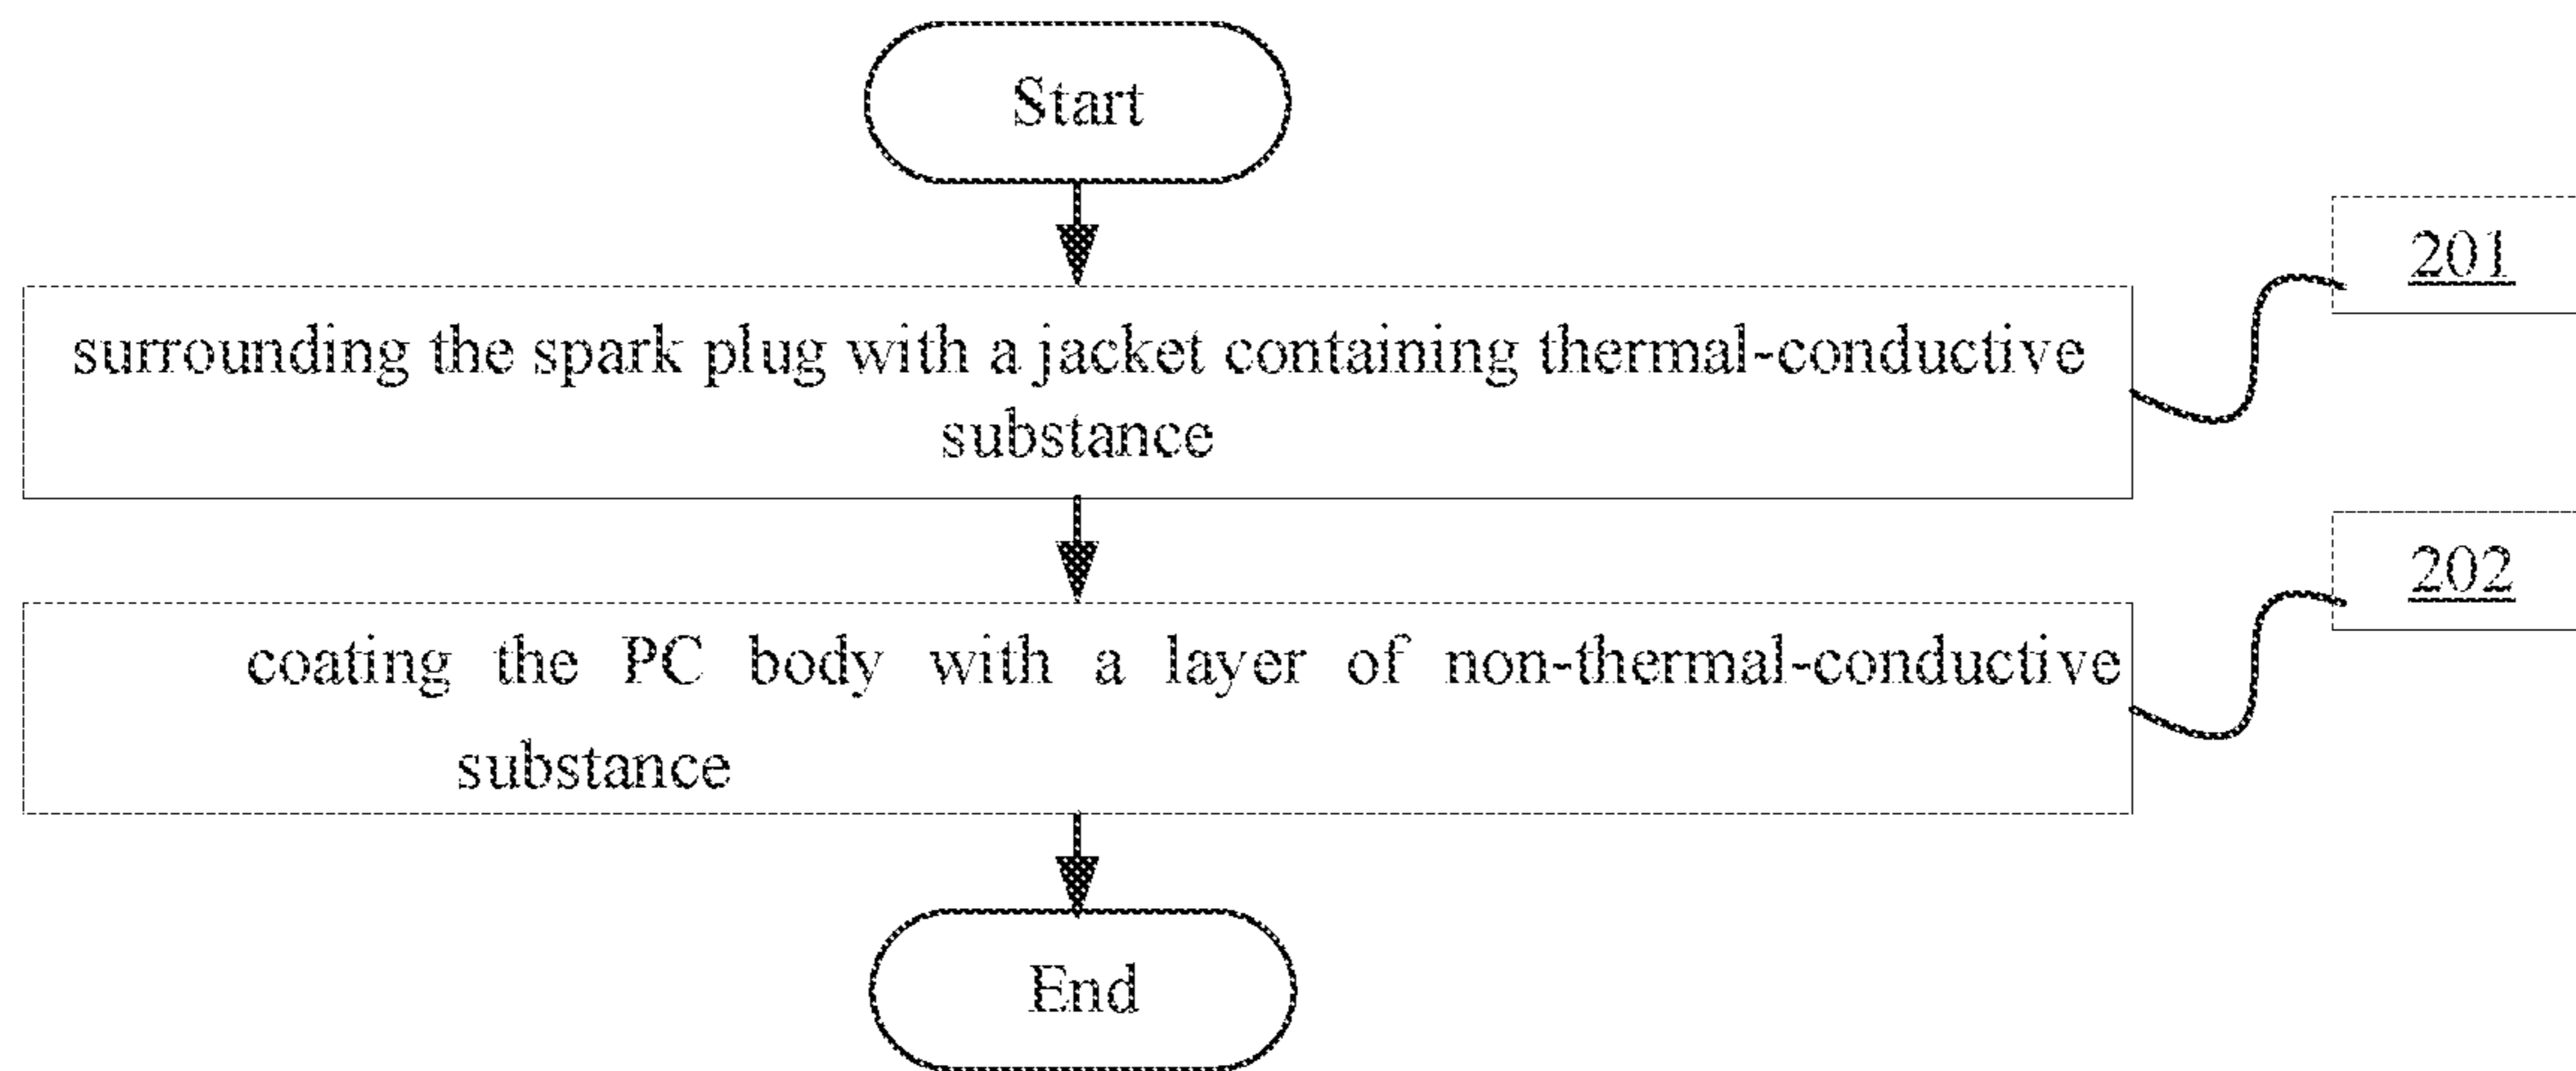 Start
201
surrounding the spark plug with a jacket containing thermal-conductive
substance
202
coating the PC body with a layer of non-thermal-conductive
substance
End